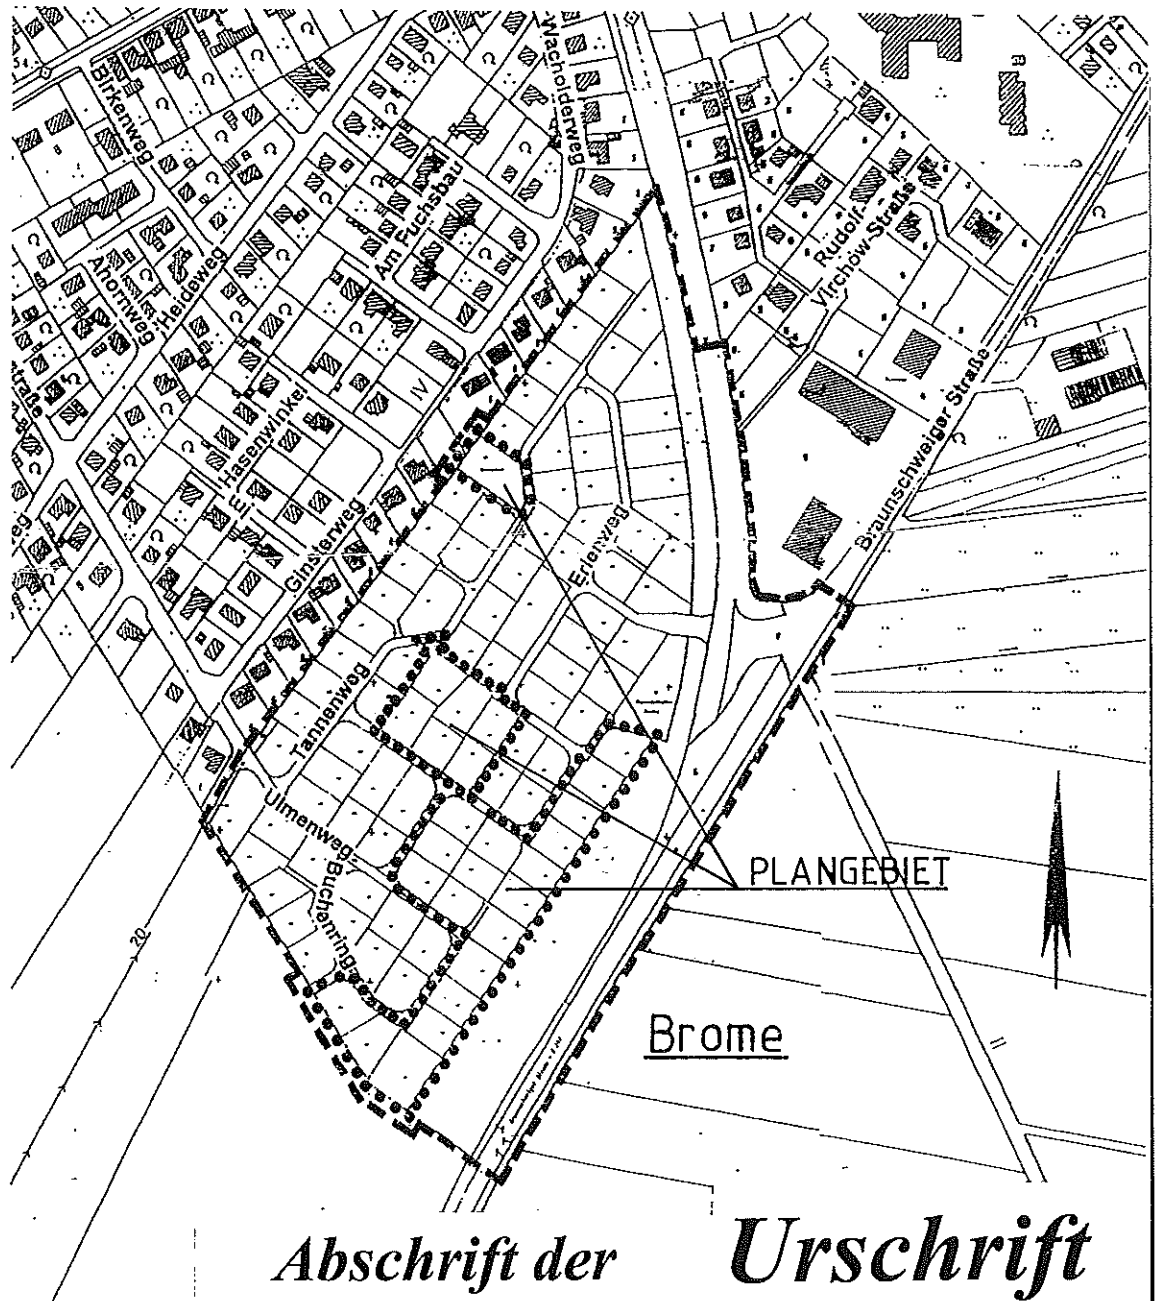 Birkenweg
Wacholderweg
Am Fuchsbau
Ahornweg
Heideweg
Rudolf-
Virchow-Straße
Braunschweiger Straße
Hasenwinkel
IV
Ginsterweg
Erlenweg
Tannenweg
Ulmenweg
Buchenring
20
PLANGEBIET
Brome
Abschrift der Urschrift